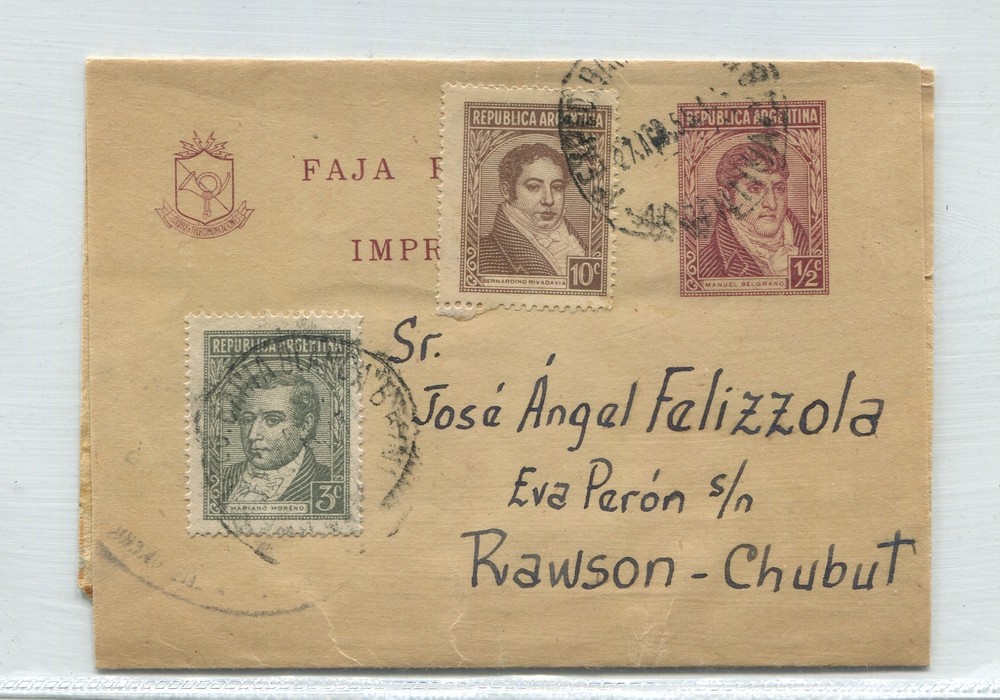 FAJA
IMPR
REPUBLICA ARGENTINA
BERNARDINO RIVADAVIA
10c
REPUBLICA ARGENTINA
MANUEL BELGRANO
1/2c
REPUBLICA ARGENTINA
MARIANO MORENO
3c
Sr.
José Ángel Felizzola
Eva Perón s/n
Rawson - Chubut